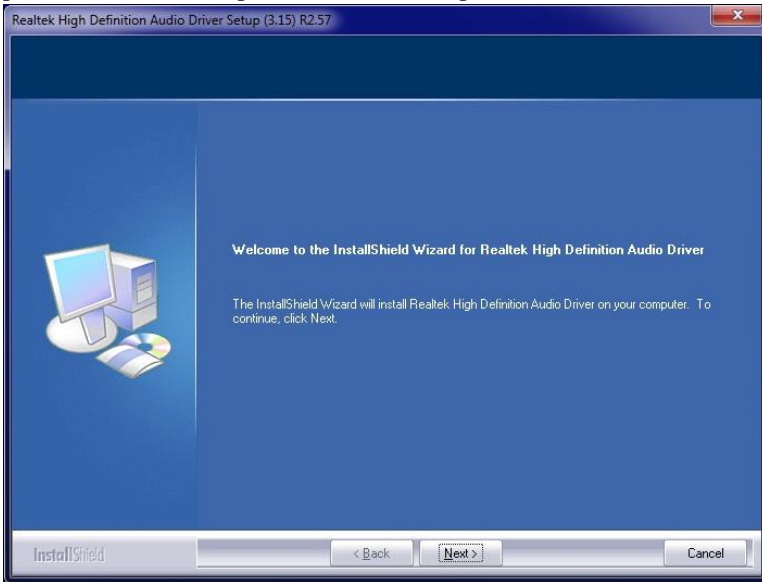 Realtek High Definition Audio Driver Setup (3.15) R2.57
Welcome to the InstallShield Wizard for Realtek High Definition Audio Driver
The InstallShield Wizard will install Realtek High Definition Audio Driver on your computer. To
continue, click Next.
InstallShield
< Back
Next >
Cancel